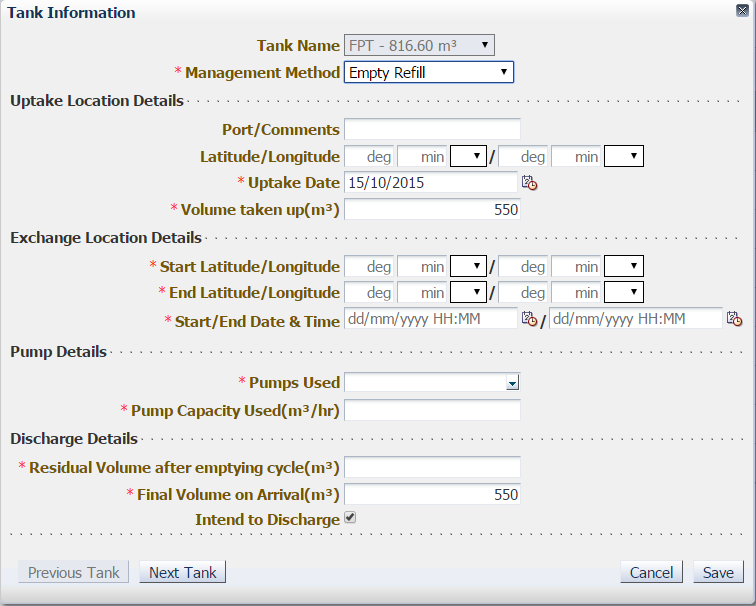 Tank Information
Tank Name FPT - 816.60 m³
* Management Method Empty Refill
Uptake Location Details
Port/Comments
Latitude/Longitude deg min / deg min
* Uptake Date 15/10/2015
* Volume taken up(m³) 550
Exchange Location Details
* Start Latitude/Longitude deg min / deg min
* End Latitude/Longitude deg min / deg min
* Start/End Date & Time dd/mm/yyyy HH:MM / dd/mm/yyyy HH:MM
Pump Details
* Pumps Used
* Pump Capacity Used(m³/hr)
Discharge Details
* Residual Volume after emptying cycle(m³)
* Final Volume on Arrival(m³) 550
Intend to Discharge
Previous Tank Next Tank Cancel Save